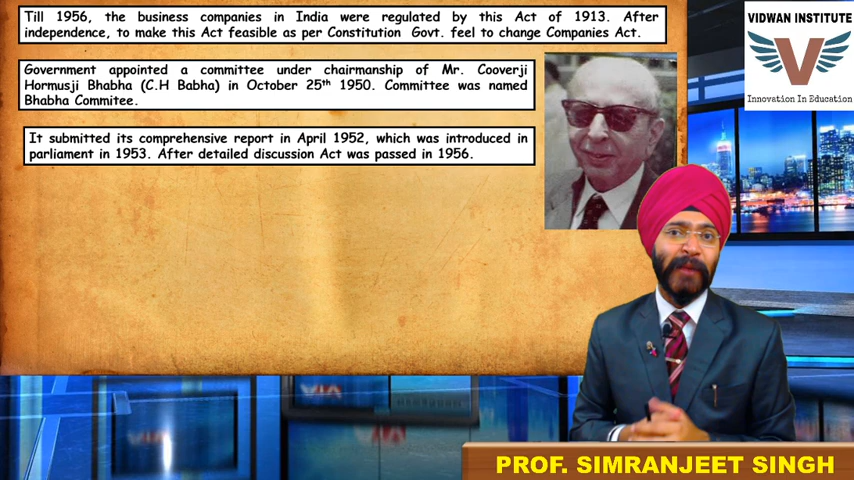 Till 1956, the business companies in India were regulated by this Act of 1913. After
independence, to make this Act feasible as per Constitution Govt. feel to change Companies Act.
Government appointed a committee under chairmanship of Mr. Cooverji
Hormusji Bhabha (C.H Babha) in October 25th 1950. Committee was named
Bhabha Commitee.
It submitted its comprehensive report in April 1952, which was introduced in
parliament in 1953. After detailed discussion Act was passed in 1956.
VIDWAN INSTITUTE
V
Innovation In Education
PROF. SIMRANJEET SINGH